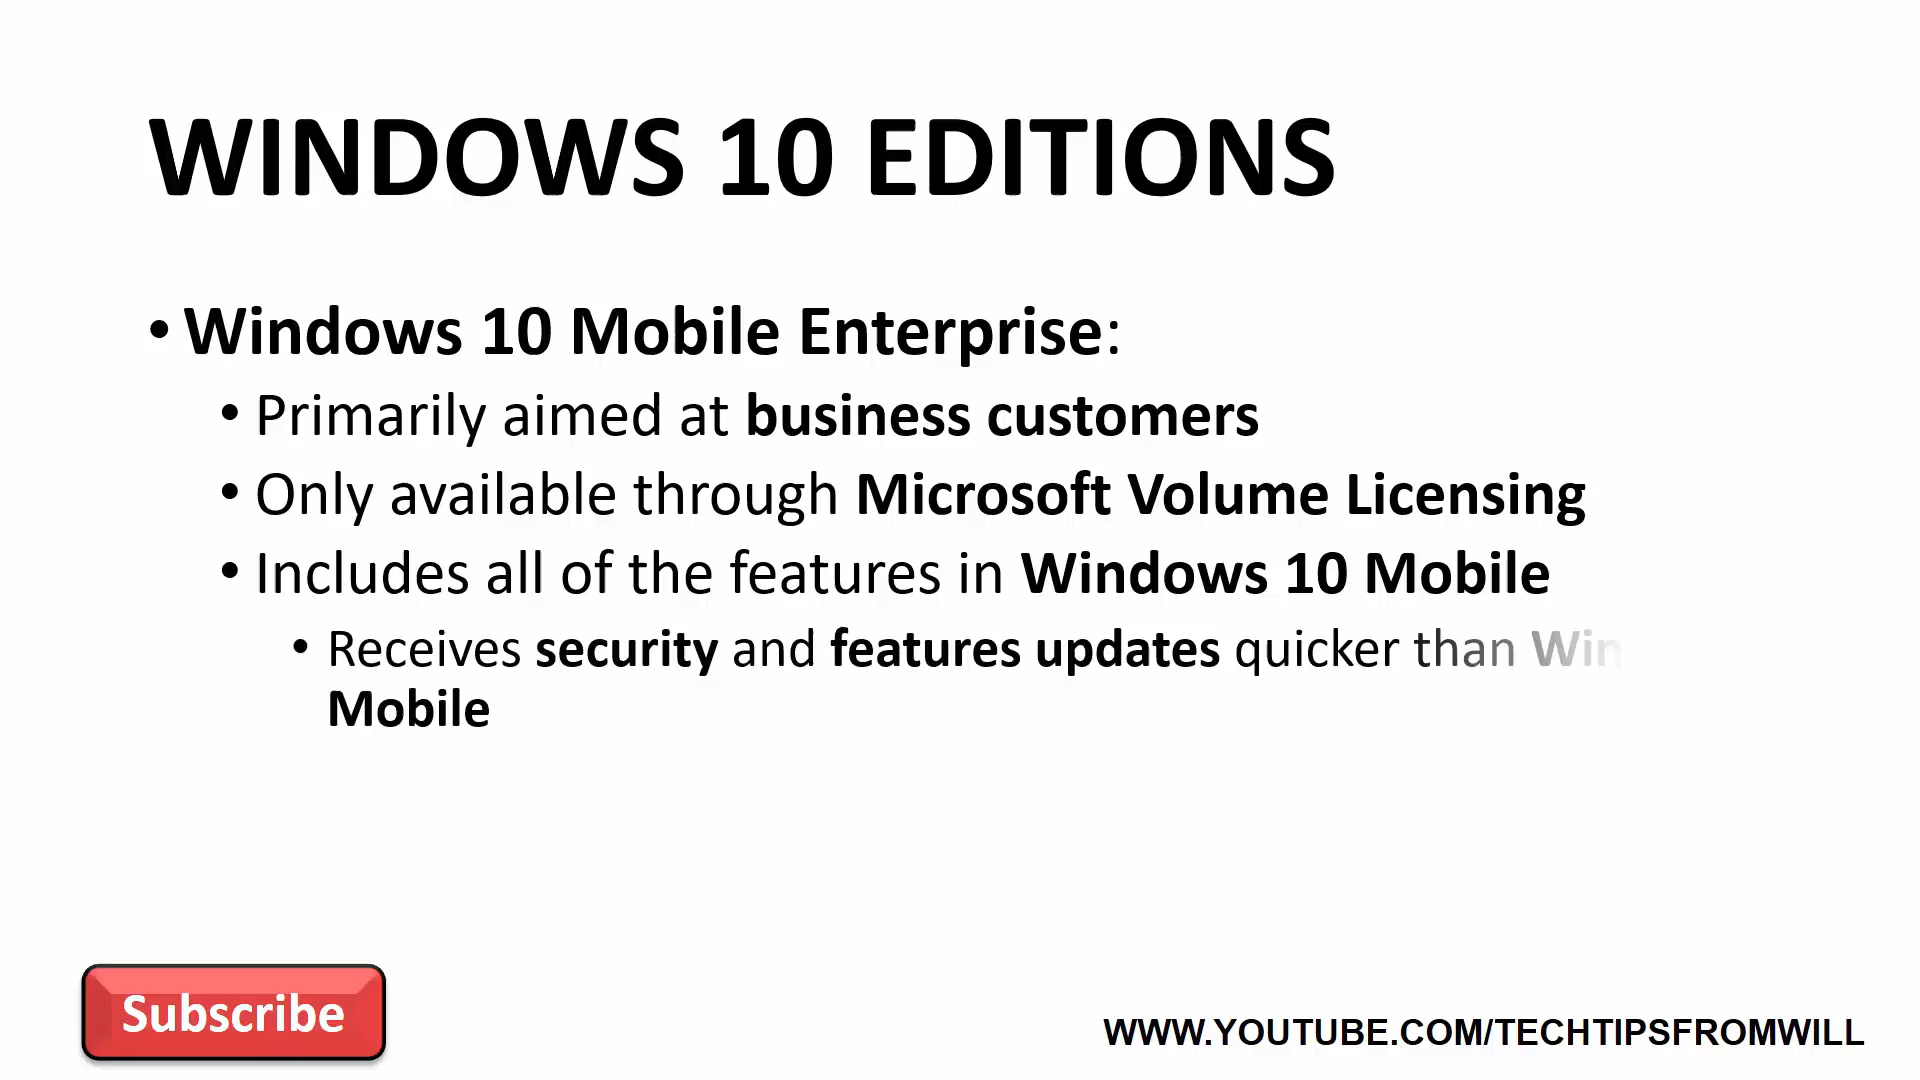 WINDOWS 10 EDITIONS
• Windows 10 Mobile Enterprise:
• Primarily aimed at business customers
• Only available through Microsoft Volume Licensing
• Includes all of the features in Windows 10 Mobile
• Receives security and features updates quicker than Win
Mobile
Subscribe
WWW.YOUTUBE.COM/TECHTIPSFROMWILL